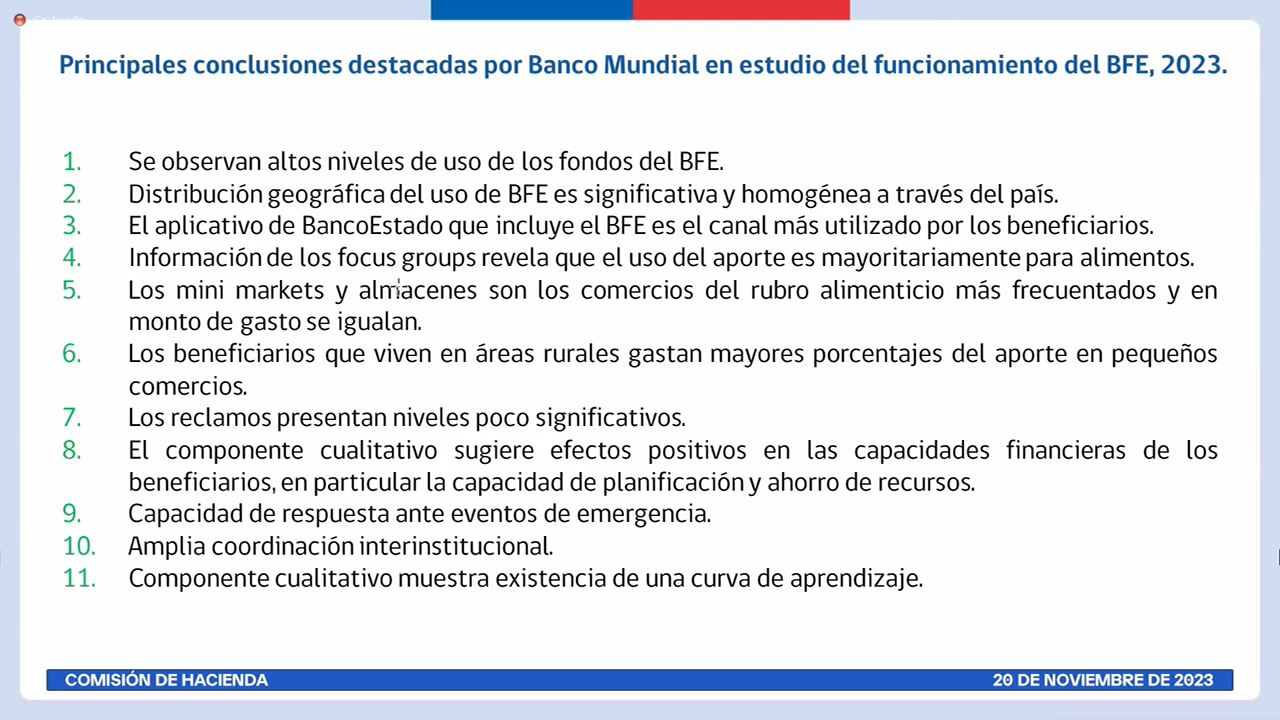 Grabando
Principales conclusiones destacadas por Banco Mundial en estudio del funcionamiento del BFE, 2023.
1. Se observan altos niveles de uso de los fondos del BFE.
2. Distribución geográfica del uso de BFE es significativa y homogénea a través del país.
3. El aplicativo de BancoEstado que incluye el BFE es el canal más utilizado por los beneficiarios.
4. Información de los focus groups revela que el uso del aporte es mayoritariamente para alimentos.
5. Los mini markets y almacenes son los comercios del rubro alimenticio más frecuentados y en
monto de gasto se igualan.
6. Los beneficiarios que viven en áreas rurales gastan mayores porcentajes del aporte en pequeños
comercios.
7. Los reclamos presentan niveles poco significativos.
8. El componente cualitativo sugiere efectos positivos en las capacidades financieras de los
beneficiarios, en particular la capacidad de planificación y ahorro de recursos.
9. Capacidad de respuesta ante eventos de emergencia.
10. Amplia coordinación interinstitucional.
11. Componente cualitativo muestra existencia de una curva de aprendizaje.
COMISIÓN DE HACIENDA 20 DE NOVIEMBRE DE 2023